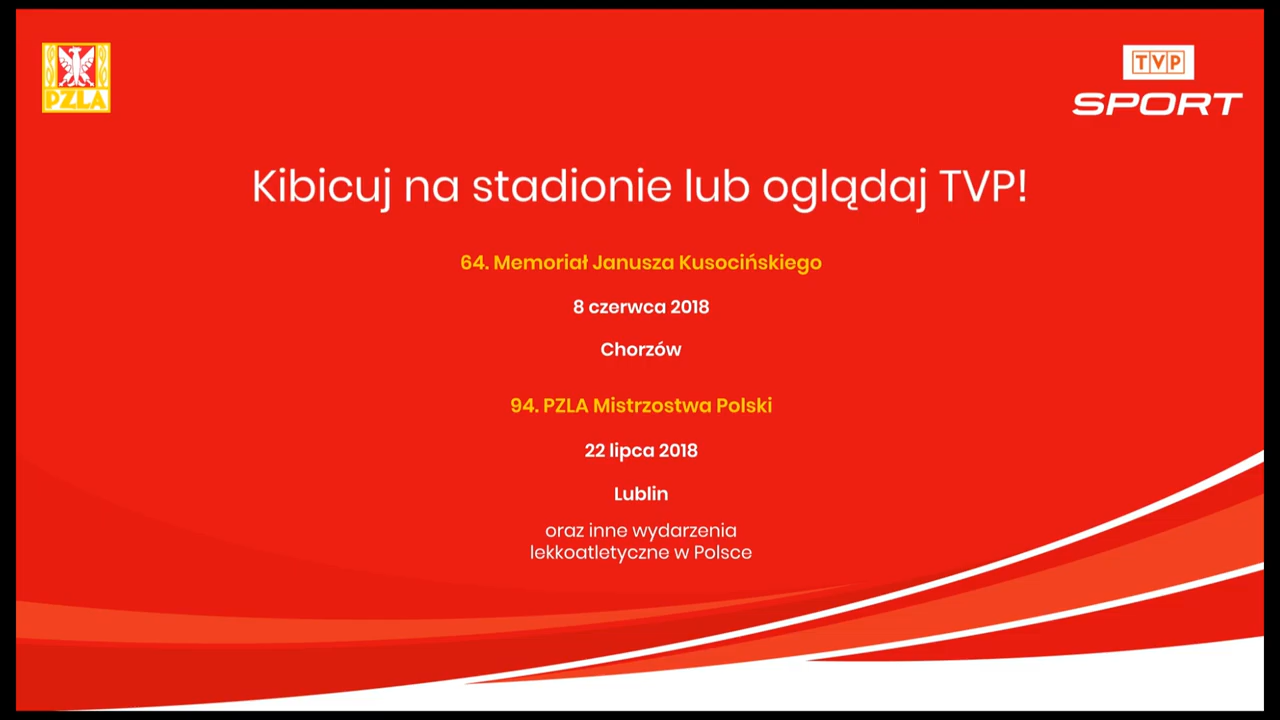 PZLA
TVP
SPORT
Kibicuj na stadionie lub oglądaj TVP!
64. Memoriał Janusza Kusocińskiego
8 czerwca 2018
Chorzów
94. PZLA Mistrzostwa Polski
22 lipca 2018
Lublin
oraz inne wydarzenia
lekkoatletyczne w Polsce